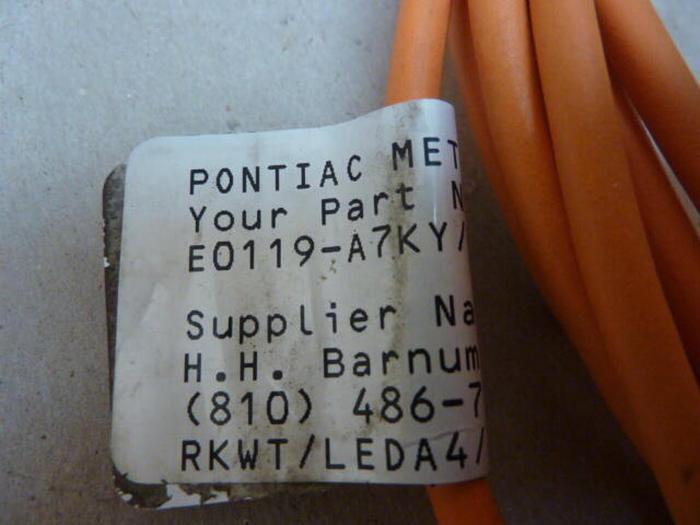 PONTIAC MET
Your Part N
E0119-A7KY/
Supplier Na
H.H. Barnum
(810) 486-7
RKWT/LEDA4/